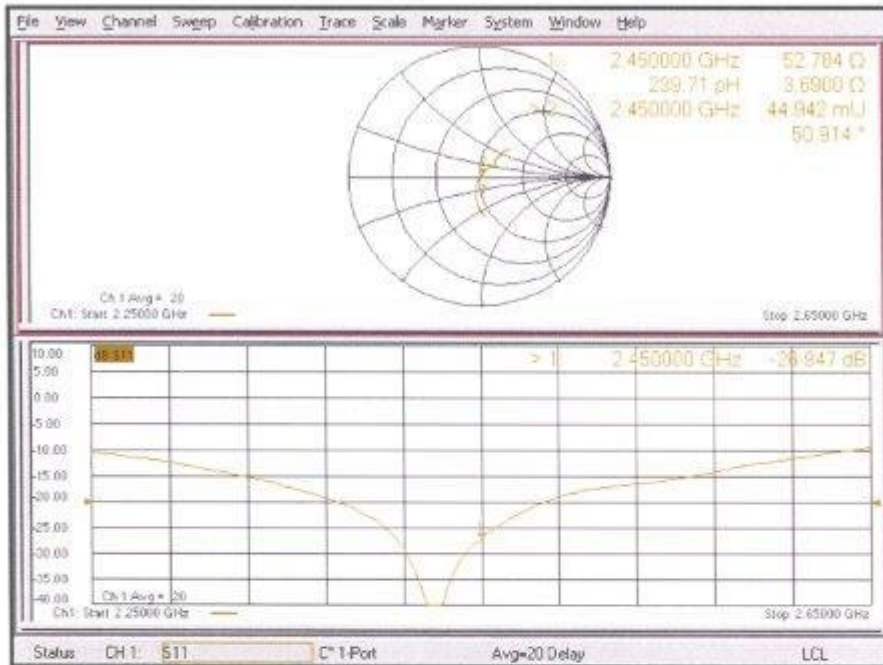 File View Channel Sweep Calibration Trace Scale Marker System Window Help
1 2.450000 GHz 52.784 Ω
239.71 pH 3.6900 Ω
> 2 2.450000 GHz 44.942 mU
50.914 °
Ch 1 Avg = 20
Ch1: Start 2.25000 GHz Stop 2.65000 GHz
dB S11
> 1 2.450000 GHz -26.947 dB
10.00
5.00
0.00
-5.00
-10.00
-15.00
-20.00
-25.00
-30.00
-35.00
-40.00
Ch 1 Avg = 20
Ch1: Start 2.25000 GHz Stop 2.65000 GHz
Status CH 1: S11 C* 1-Port Avg=20 Delay LCL